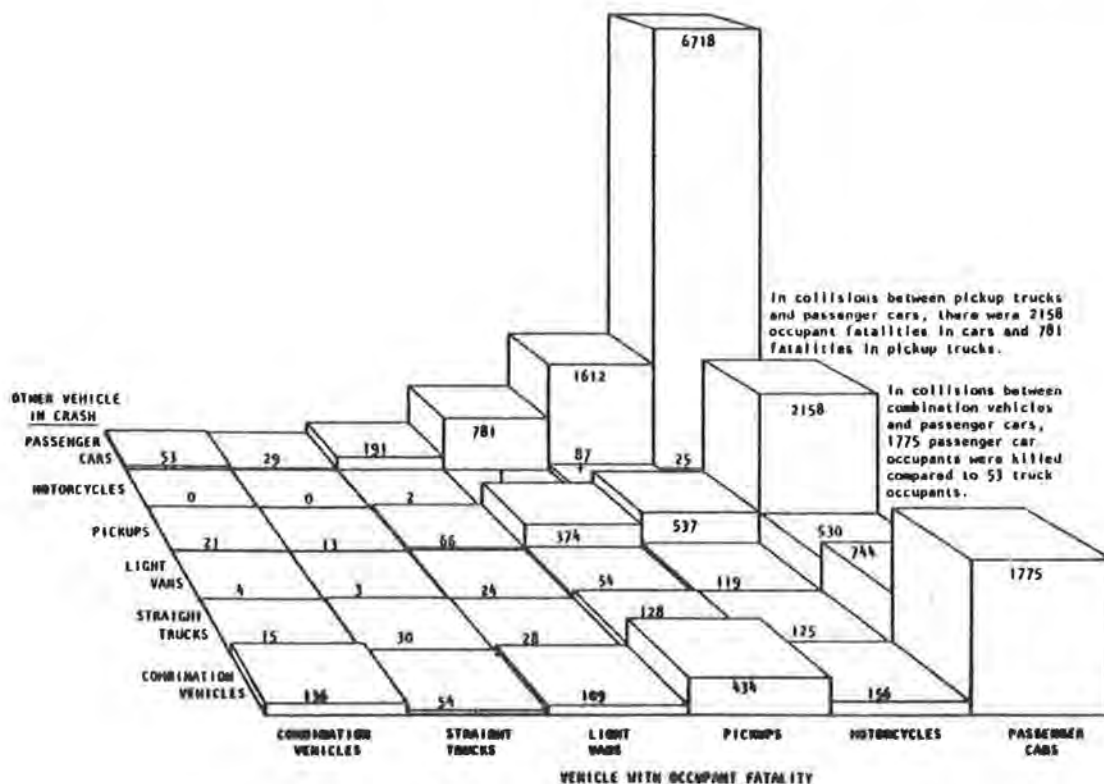 6718
In collisions between pickup trucks
and passenger cars, there were 2158
occupant fatalities in cars and 781
fatalities in pickup trucks.
1612
2158
In collisions between
combination vehicles
and passenger cars,
1775 passenger car
occupants were killed
compared to 53 truck
occupants.
OTHER VEHICLE
IN CRASH
PASSENGER
CARS
53
29
191
781
87
25
MOTORCYCLES
0
0
2
374
537
530
PICKUPS
21
13
66
54
119
744
LIGHT
VANS
4
3
24
128
125
1775
STRAIGHT
TRUCKS
15
30
28
434
156
COMBINATION
VEHICLES
136
54
109
COMBINATION
VEHICLES
STRAIGHT
TRUCKS
LIGHT
VANS
PICKUPS
MOTORCYCLES
PASSENGER
CARS
VEHICLE WITH OCCUPANT FATALITY